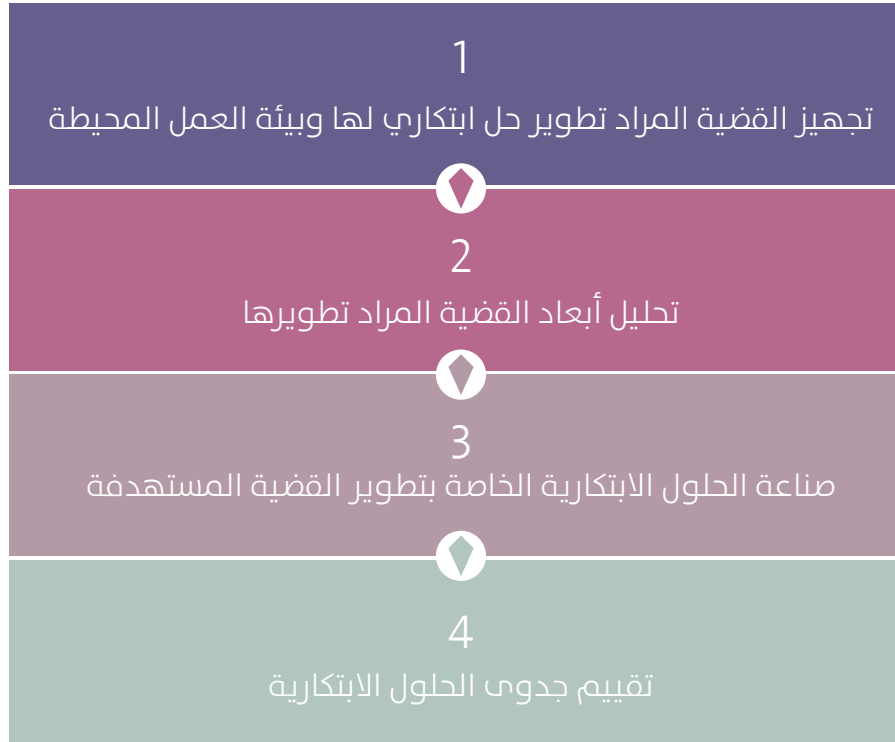 1
تجهيز القضية المراد تطوير حل ابتكاري لها وبيئة العمل المحيطة
2
تحليل أبعاد القضية المراد تطويرها
3
صناعة الحلول الابتكارية الخاصة بتطوير القضية المستهدفة
4
تقييم جدوى الحلول الابتكارية